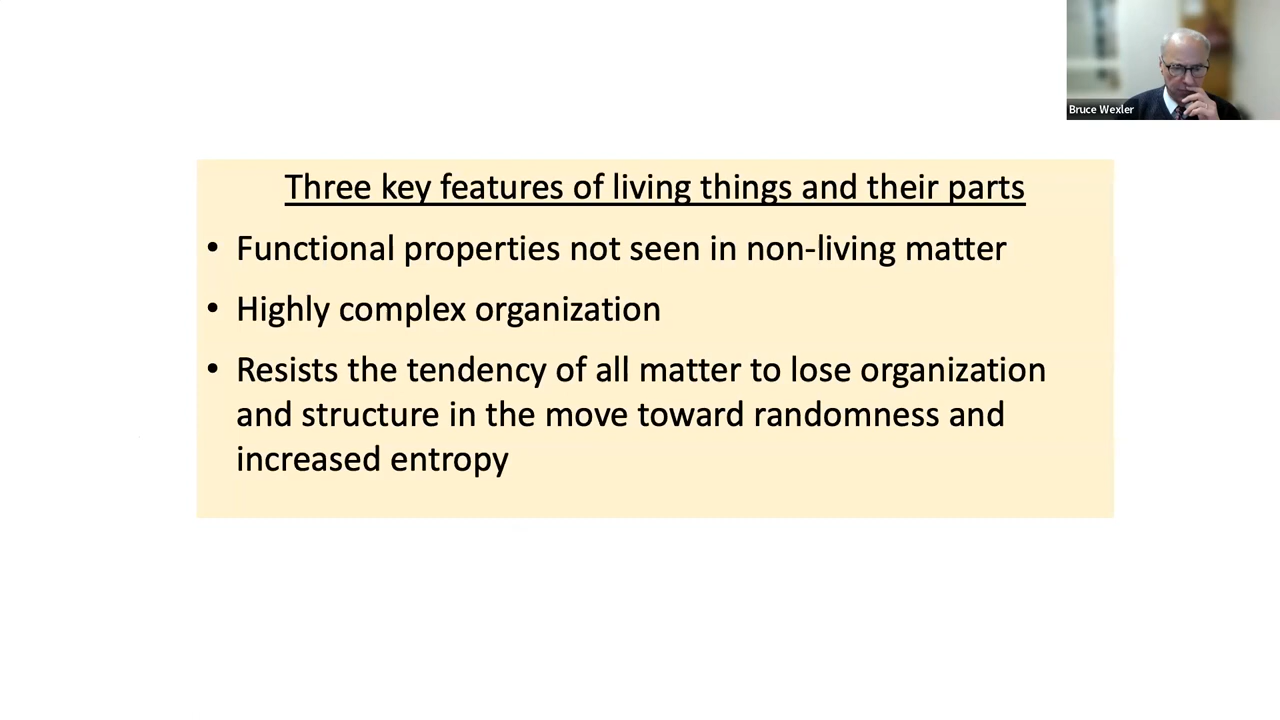 Bruce Wexler
Three key features of living things and their parts
• Functional properties not seen in non-living matter
• Highly complex organization
• Resists the tendency of all matter to lose organization
and structure in the move toward randomness and
increased entropy